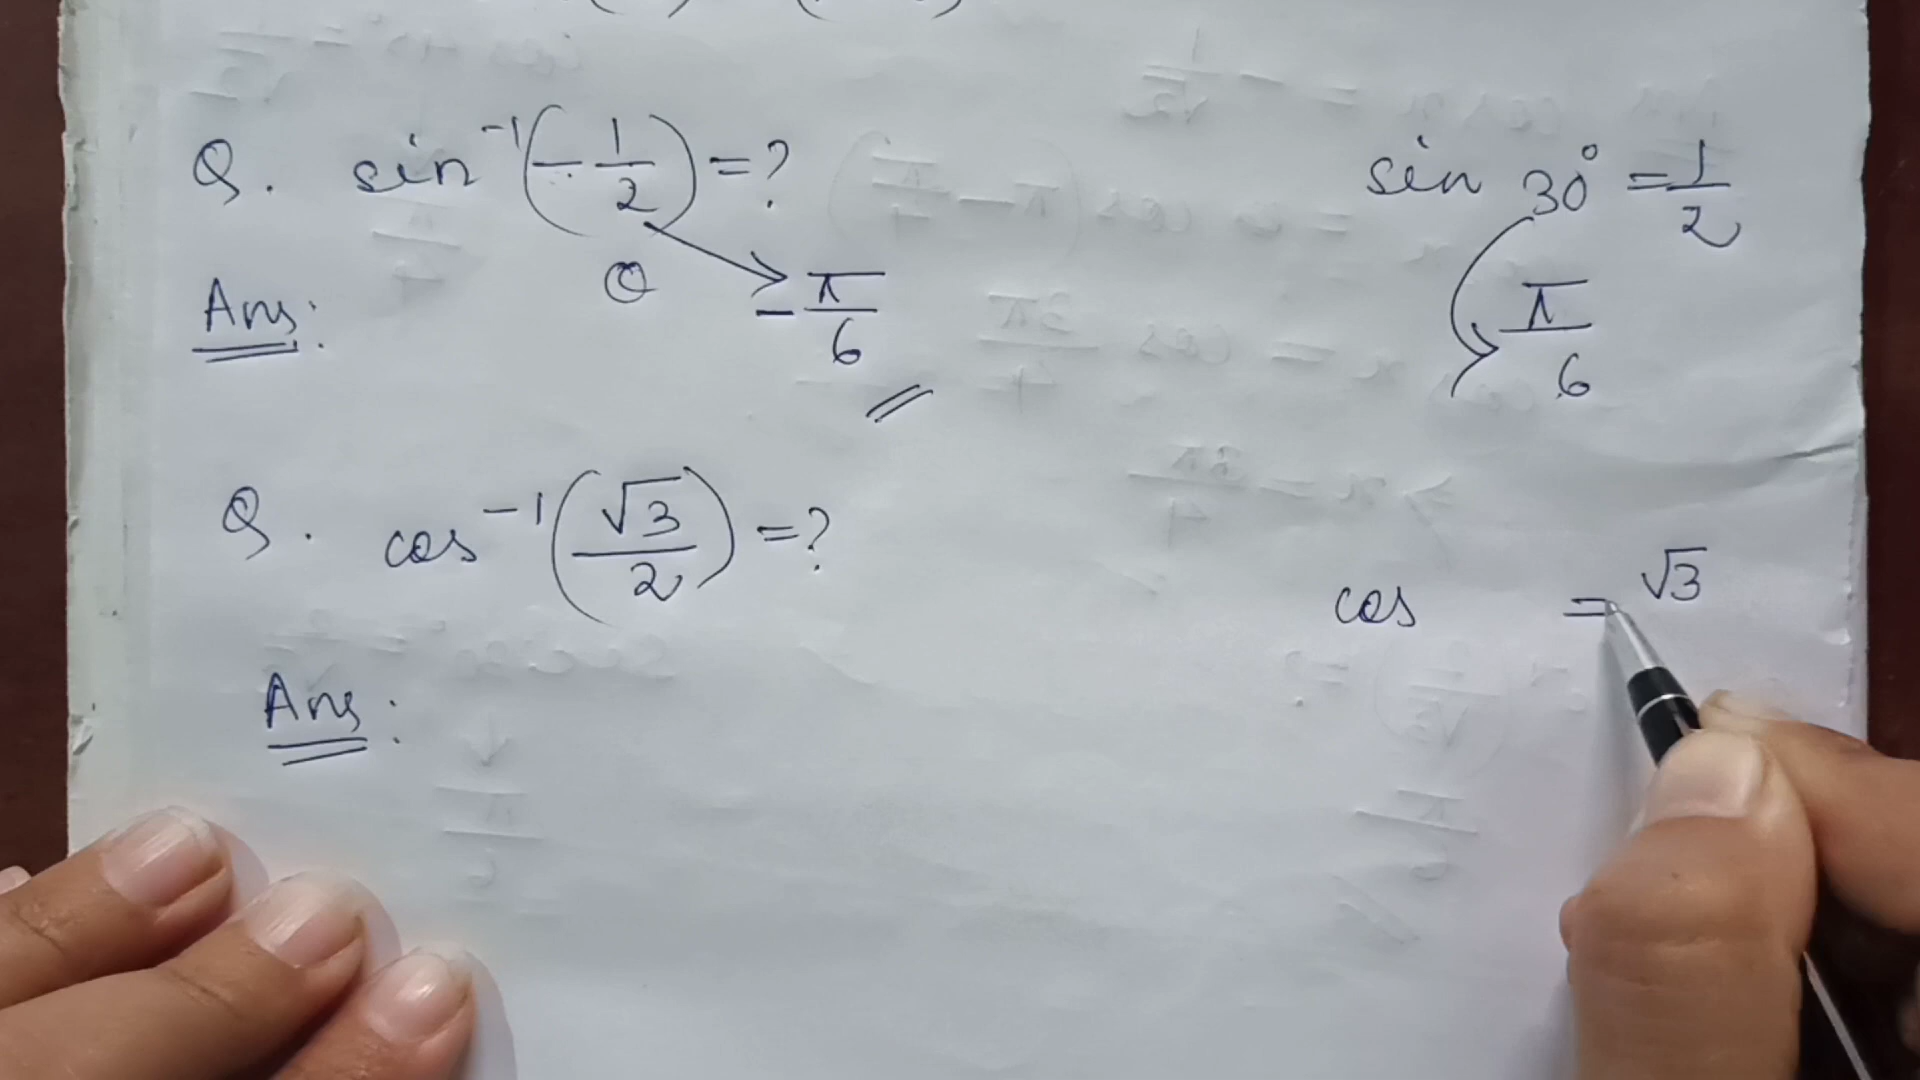 Q. sin⁻¹(-1/2) = ?
sin 30° = 1/2
Ans: θ -π/6
π/6
Q. cos⁻¹(√3/2) = ?
cos = √3
Ans: